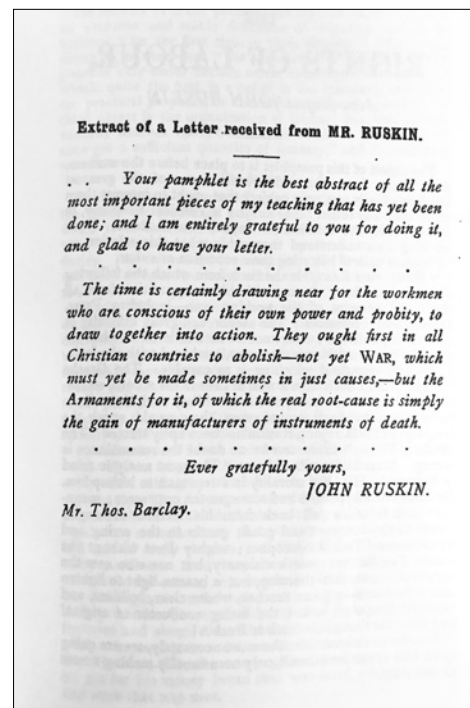 Extract of a Letter received from MR. RUSKIN.
. . Your pamphlet is the best abstract of all the
most important pieces of my teaching that has yet been
done; and I am entirely grateful to you for doing it,
and glad to have your letter.
. . . . . . . . .
The time is certainly drawing near for the workmen
who are conscious of their own power and probity, to
draw together into action. They ought first in all
Christian countries to abolish—not yet WAR, which
must yet be made sometimes in just causes,—but the
Armaments for it, of which the real root-cause is simply
the gain of manufacturers of instruments of death.
. . . . . . . . .
Ever gratefully yours,
JOHN RUSKIN.
Mr. Thos. Barclay.